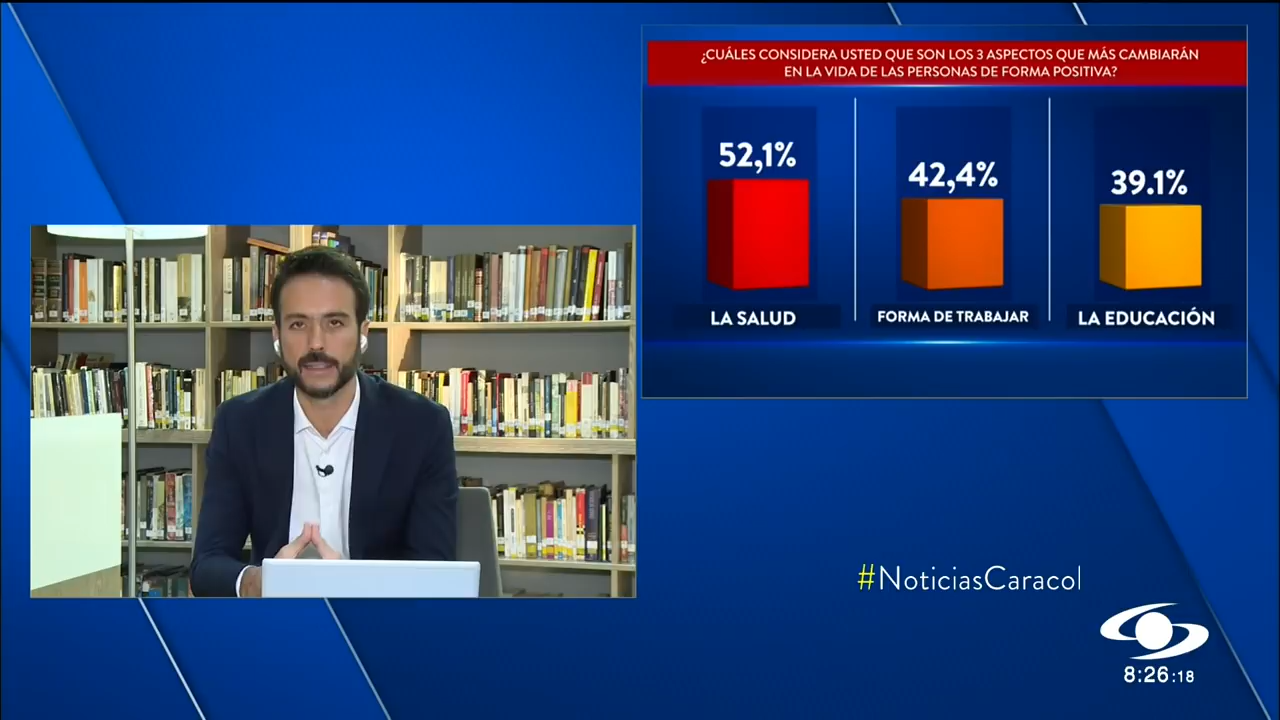 ¿CUÁLES CONSIDERA USTED QUE SON LOS 3 ASPECTOS QUE MÁS CAMBIARÁN
EN LA VIDA DE LAS PERSONAS DE FORMA POSITIVA?
52,1%
42,4%
39.1%
LA SALUD
FORMA DE TRABAJAR
LA EDUCACIÓN
#NoticiasCaracol
8:26:18